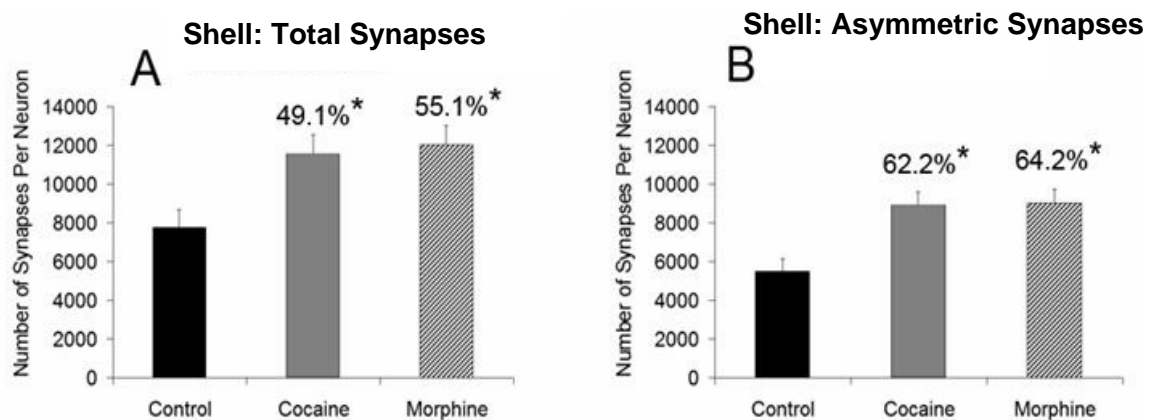 Shell: Total Synapses
A
Number of Synapses Per Neuron
14000
12000
10000
8000
6000
4000
2000
0
49.1%*
55.1%*
Control Cocaine Morphine
Shell: Asymmetric Synapses
B
Number of Synapses Per Neuron
14000
12000
10000
8000
6000
4000
2000
0
62.2%*
64.2%*
Control Cocaine Morphine